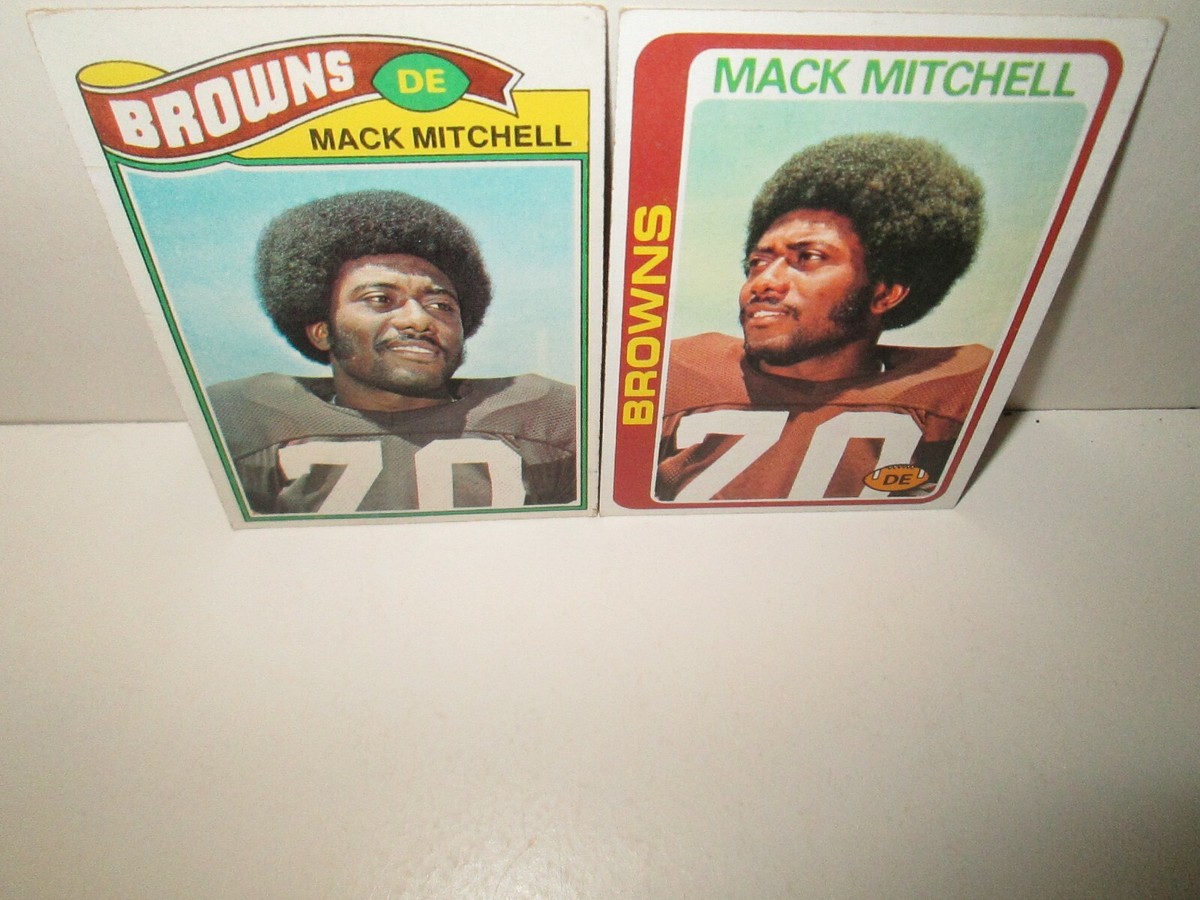 BROWNS DE
MACK MITCHELL
70
MACK MITCHELL
BROWNS
70
DE